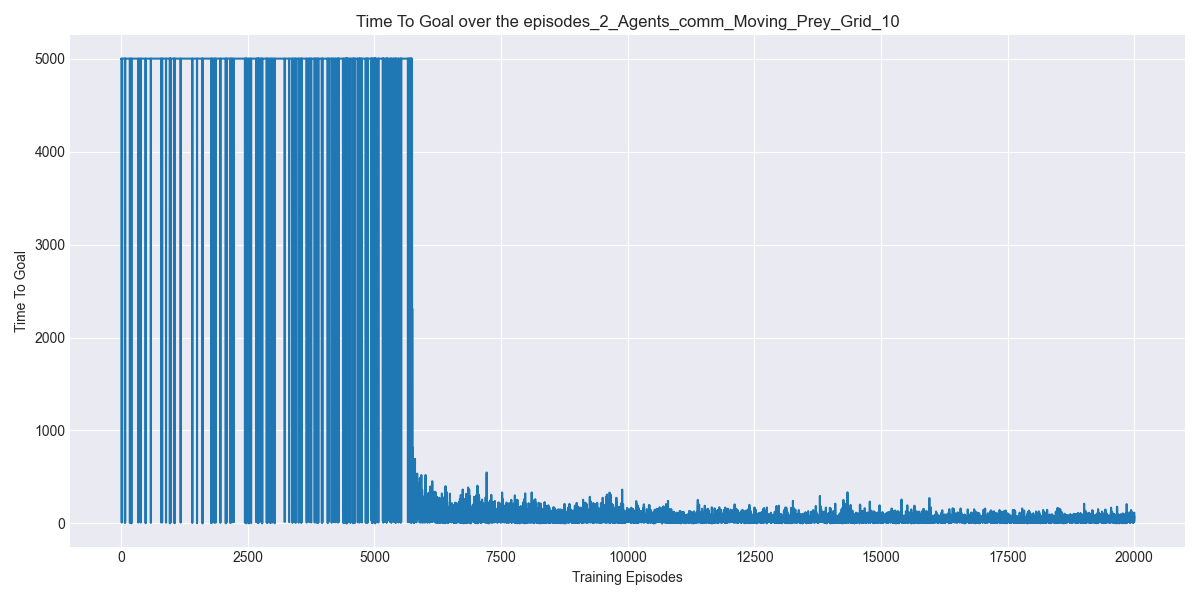 Time To Goal over the episodes_2_Agents_comm_Moving_Prey_Grid_10
5000
4000
3000
2000
1000
0
Time To Goal
0 2500 5000 7500 10000 12500 15000 17500 20000
Training Episodes